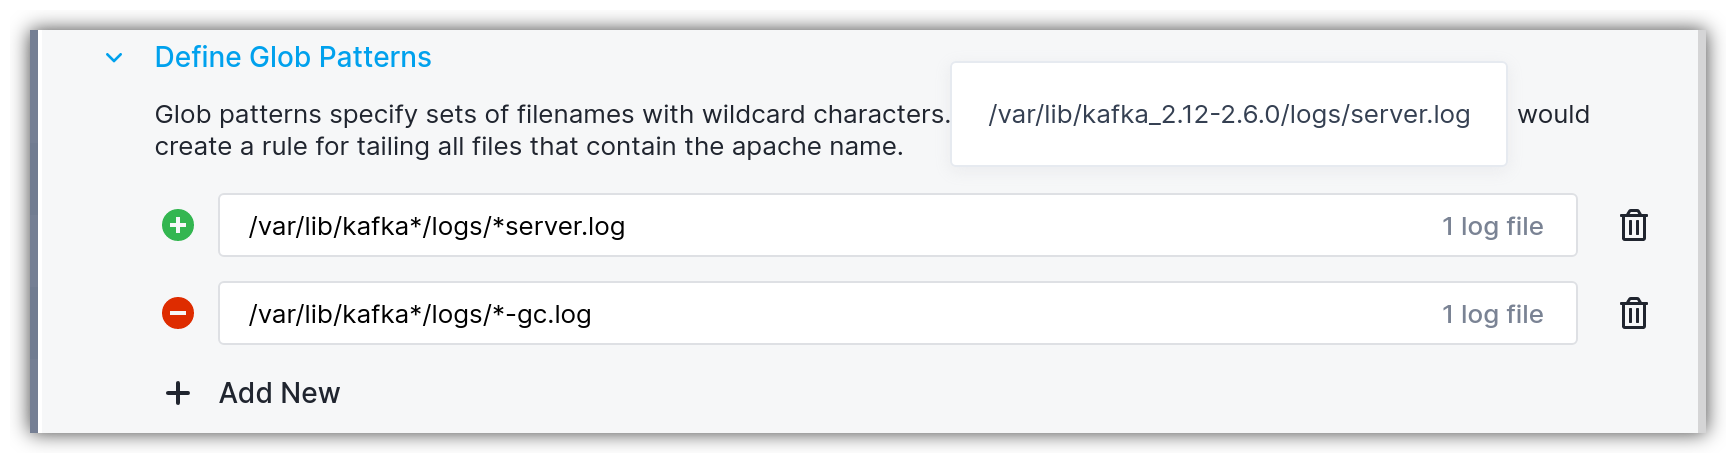 Define Glob Patterns
Glob patterns specify sets of filenames with wildcard characters. /var/lib/kafka_2.12-2.6.0/logs/server.log would
create a rule for tailing all files that contain the apache name.
/var/lib/kafka*/logs/*server.log 1 log file
/var/lib/kafka*/logs/*-gc.log 1 log file
Add New